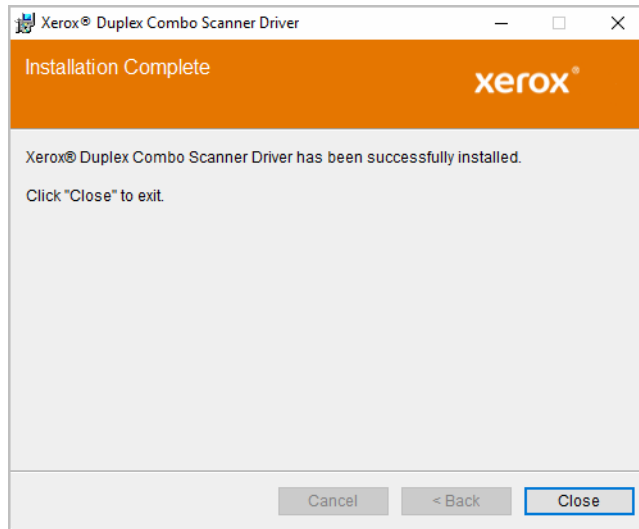 Xerox® Duplex Combo Scanner Driver
Installation Complete
xerox®
Xerox® Duplex Combo Scanner Driver has been successfully installed.
Click "Close" to exit.
Cancel
< Back
Close